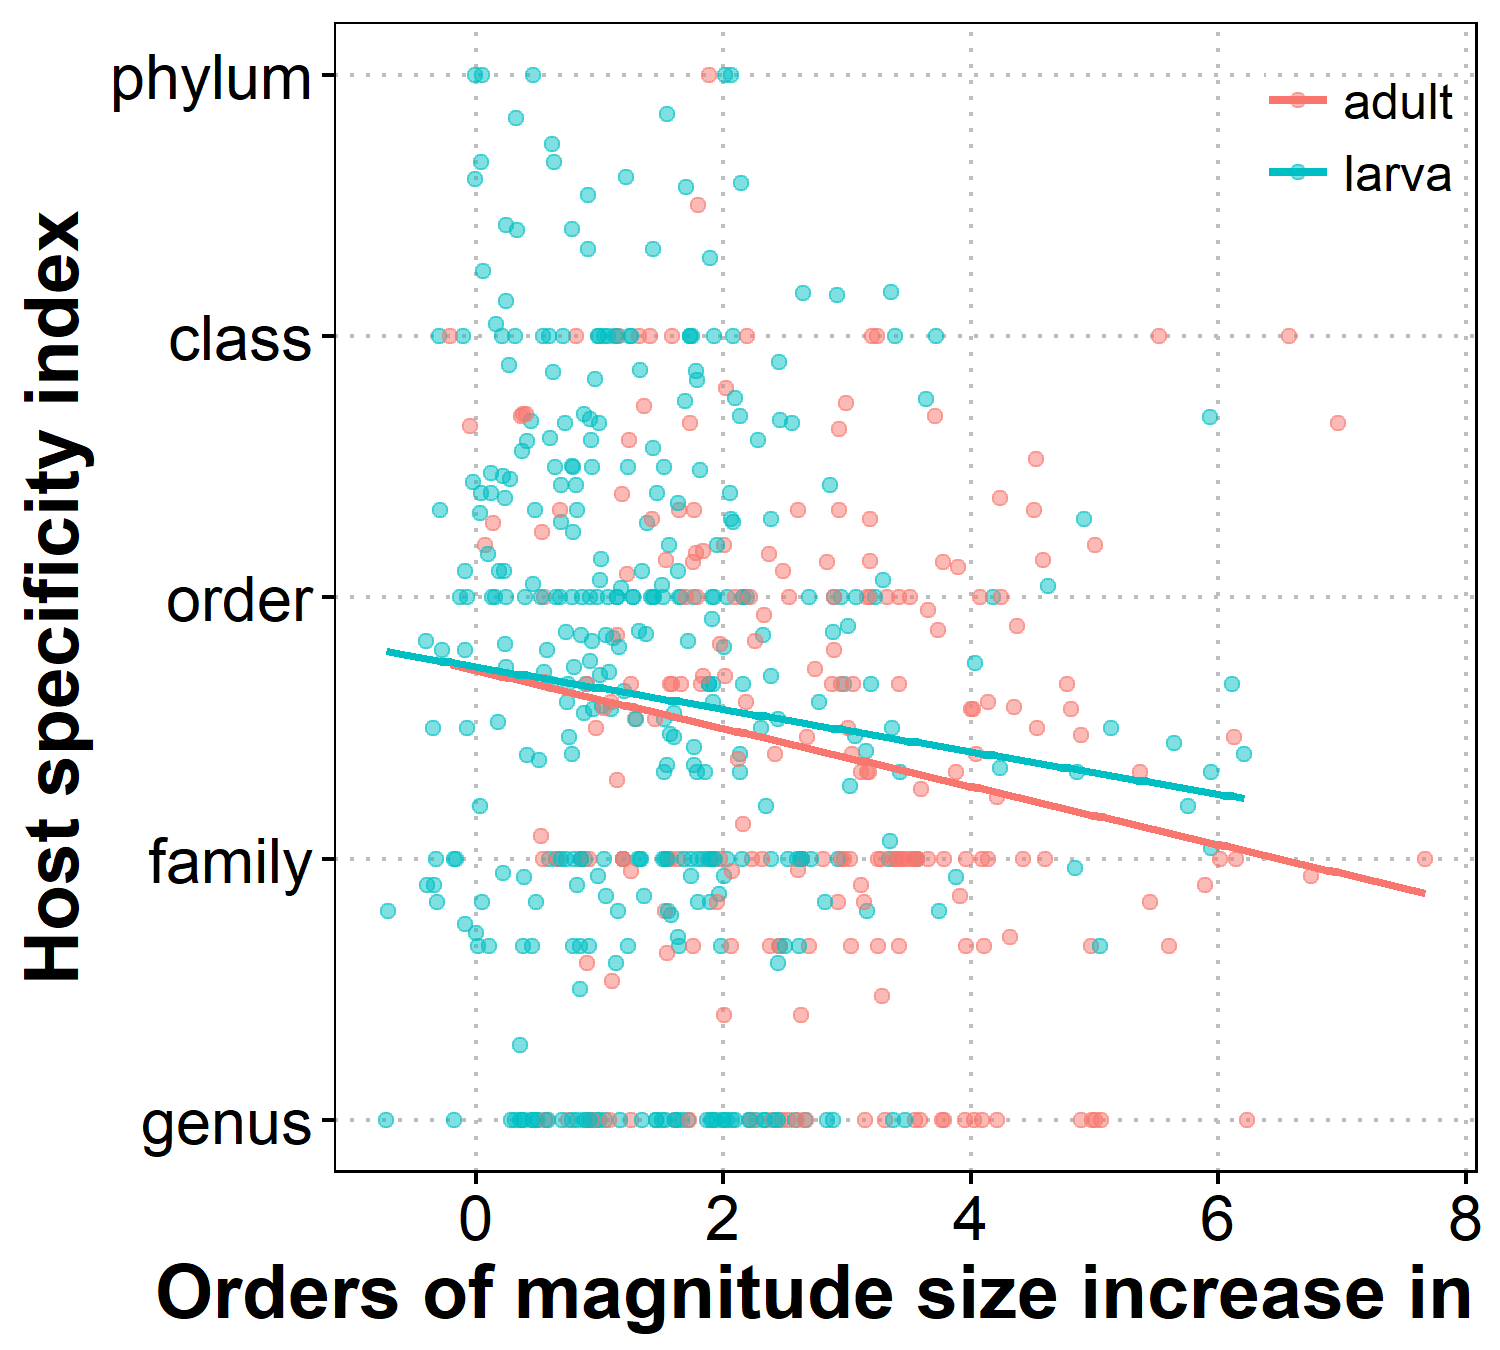 Host specificity index
phylum
class
order
family
genus
adult
larva
0 2 4 6 8
Orders of magnitude size increase in